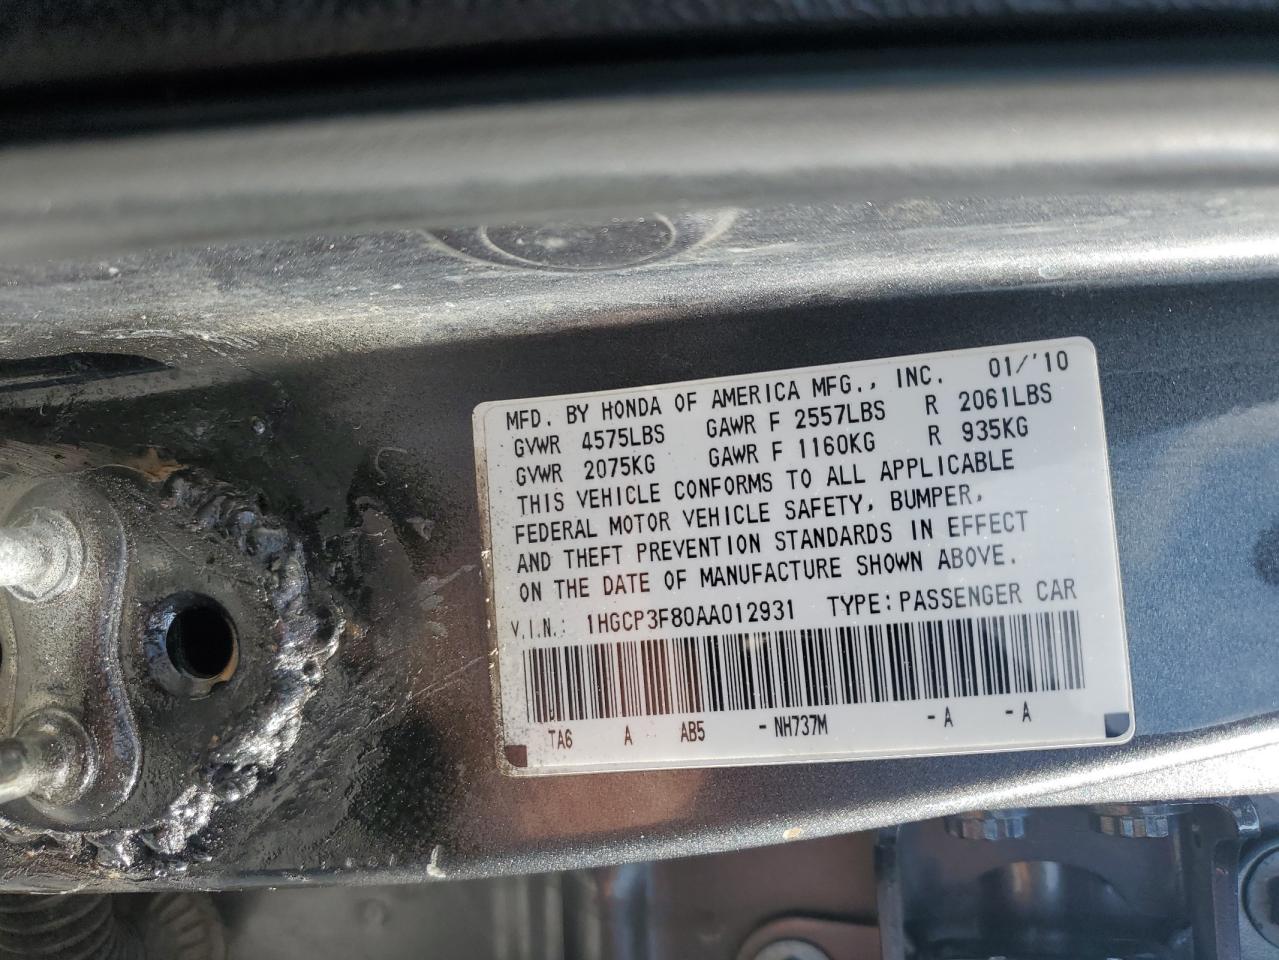 MFD. BY HONDA OF AMERICA MFG., INC. 01/'10
GVWR 4575LBS GAWR F 2557LBS R 2061LBS
GVWR 2075KG GAWR F 1160KG R 935KG
THIS VEHICLE CONFORMS TO ALL APPLICABLE
FEDERAL MOTOR VEHICLE SAFETY, BUMPER,
AND THEFT PREVENTION STANDARDS IN EFFECT
ON THE DATE OF MANUFACTURE SHOWN ABOVE.
V.I.N.: 1HGCP3F80AA012931 TYPE:PASSENGER CAR
TA6 A AB5 -NH737M -A -A